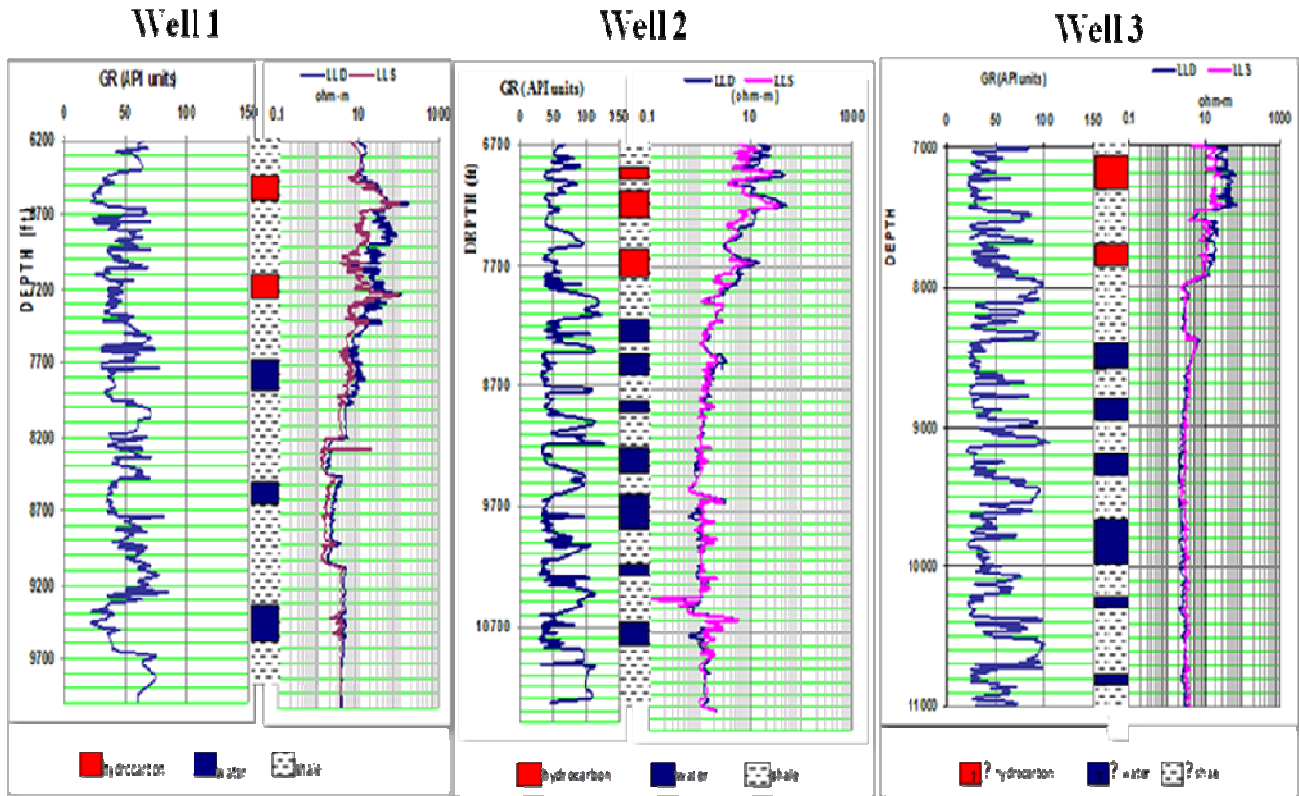 Well 1
Well 2
Well 3
GR (API units)
0 50 100 150
LLD LLS
ohm-m
0.1 10 1000
DEPTH (ft)
6200
6700
7200
7700
8200
8700
9200
9700
hydrocarbon water shale
GR (API units)
0 50 100 150
LLD LLS
(ohm-m)
0.1 10 1000
DEPTH (ft)
6700
7700
8700
9700
10700
hydrocarbon water shale
GR (API units)
0 50 100 150
LLD LLS
ohm-m
01 10 1000
DEPTH
7000
8000
9000
10000
11000
? hydrocarbon ? water ? shale